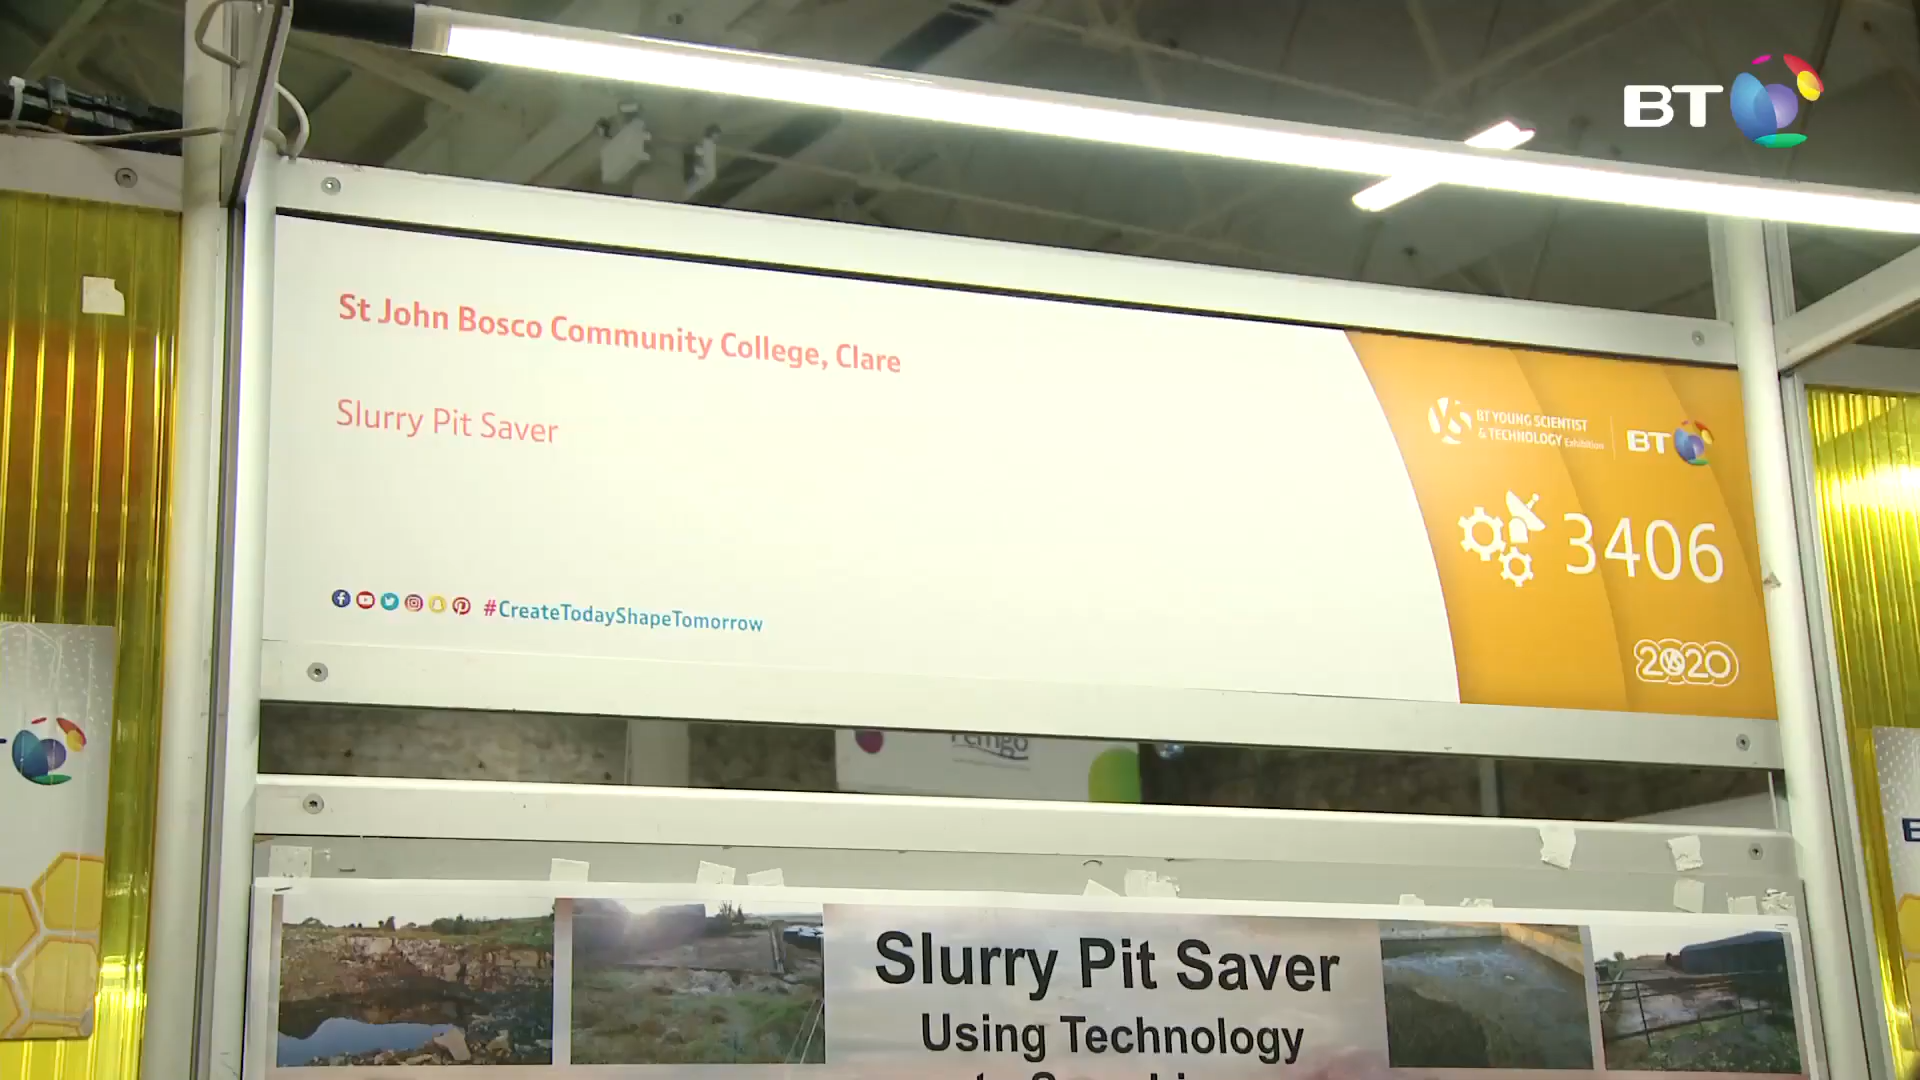 BT
St John Bosco Community College, Clare
Slurry Pit Saver
#CreateTodayShapeTomorrow
BT YOUNG SCIENTIST
& TECHNOLOGY Exhibition
BT
3406
2020
Slurry Pit Saver
Using Technology